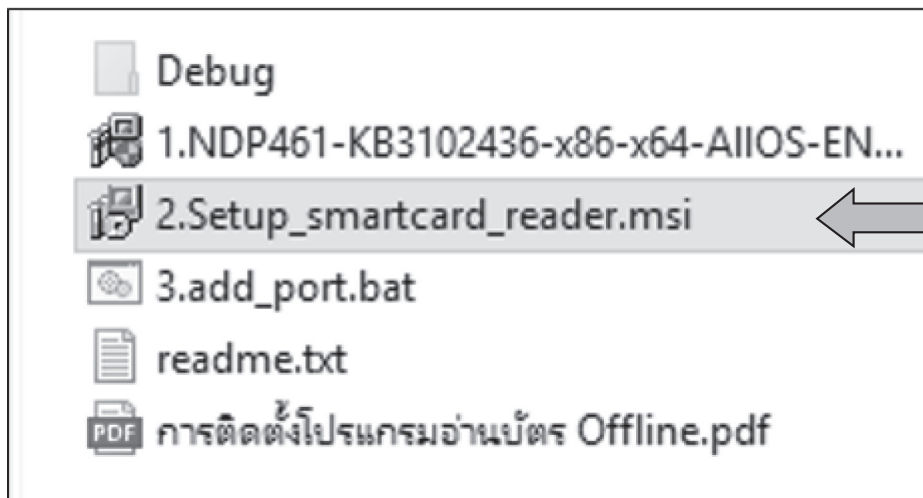 Debug
1.NDP461-KB3102436-x86-x64-AllOS-EN...
2.Setup_smartcard_reader.msi
3.add_port.bat
readme.txt
PDF การติดตั้งโปรแกรมอ่านบัตร Offline.pdf